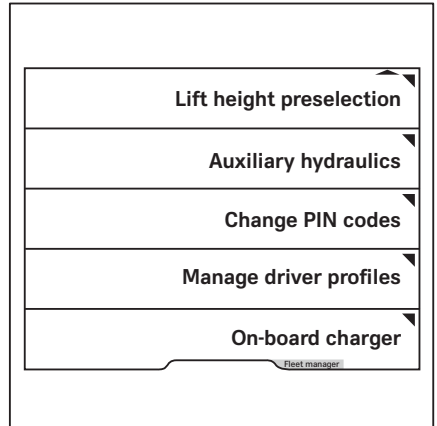 Lift height preselection
Auxiliary hydraulics
Change PIN codes
Manage driver profiles
On-board charger
Fleet manager